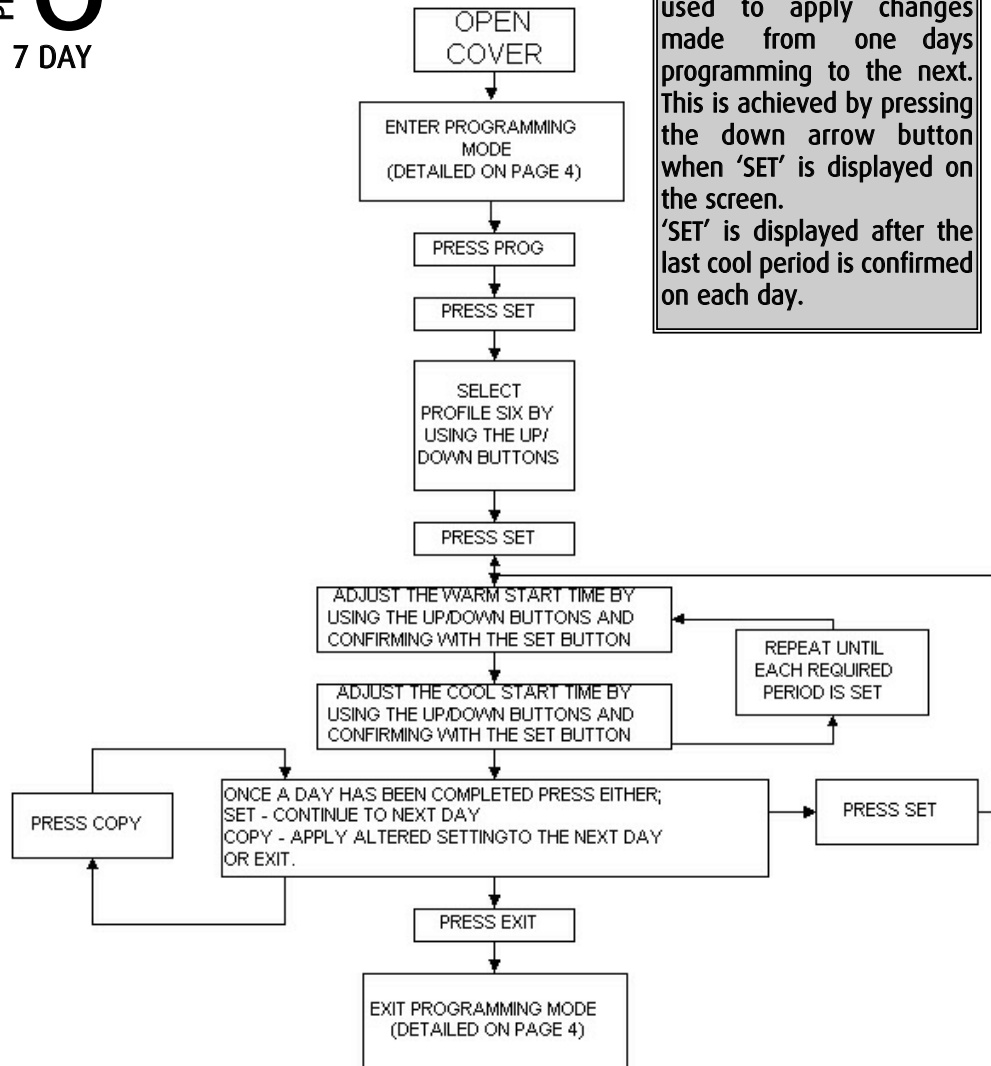 6
7 DAY
used to apply changes
made from one days
programming to the next.
This is achieved by pressing
the down arrow button
when ‘SET’ is displayed on
the screen.
‘SET’ is displayed after the
last cool period is confirmed
on each day.
OPEN
COVER
ENTER PROGRAMMING
MODE
(DETAILED ON PAGE 4)
PRESS PROG
PRESS SET
SELECT
PROFILE SIX BY
USING THE UP/
DOWN BUTTONS
PRESS SET
ADJUST THE WARM START TIME BY
USING THE UP/DOWN BUTTONS AND
CONFIRMING WITH THE SET BUTTON
REPEAT UNTIL
EACH REQUIRED
PERIOD IS SET
ADJUST THE COOL START TIME BY
USING THE UP/DOWN BUTTONS AND
CONFIRMING WITH THE SET BUTTON
PRESS COPY
ONCE A DAY HAS BEEN COMPLETED PRESS EITHER;
SET - CONTINUE TO NEXT DAY
COPY - APPLY ALTERED SETTINGTO THE NEXT DAY
OR EXIT.
PRESS SET
PRESS EXIT
EXIT PROGRAMMING MODE
(DETAILED ON PAGE 4)